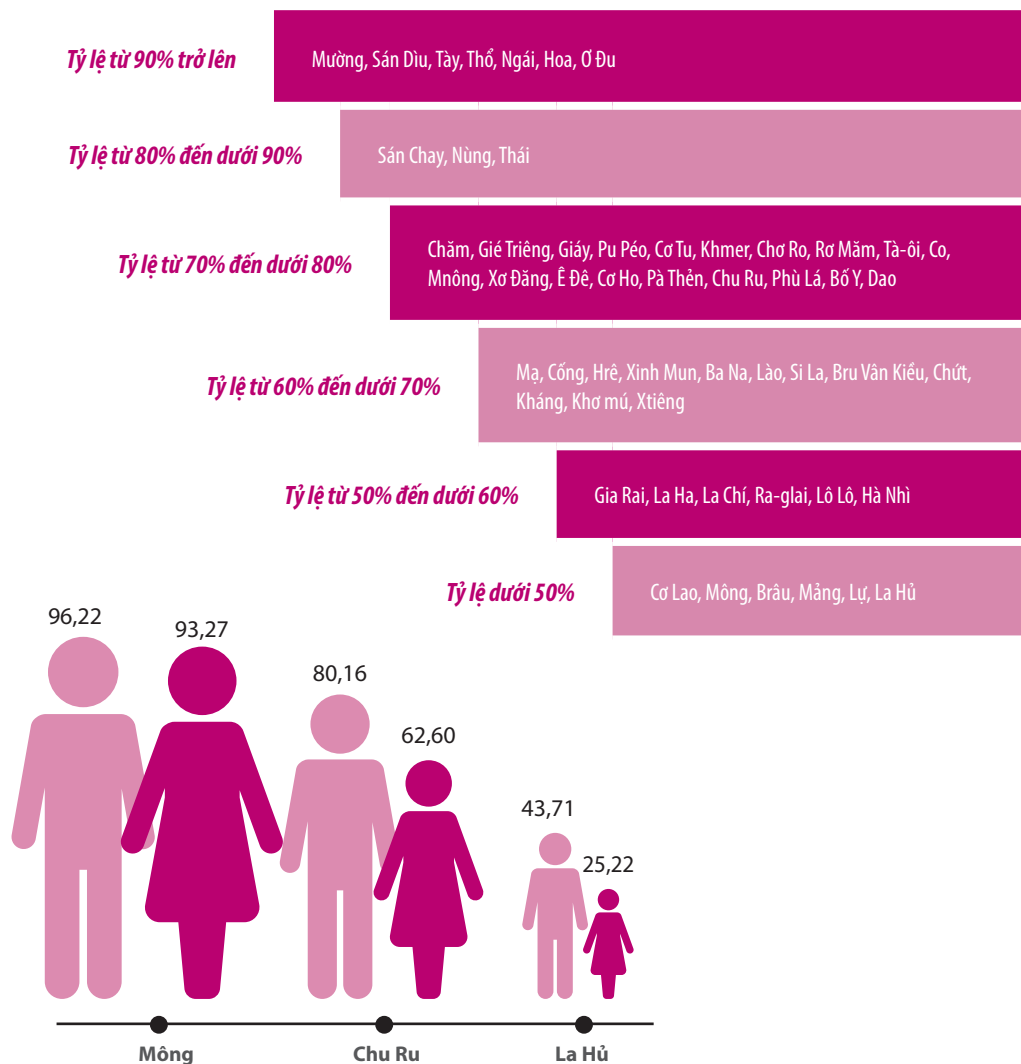 Tỷ lệ từ 90% trở lên
Mường, Sán Dìu, Tày, Thổ, Ngái, Hoa, Ơ Đu
Tỷ lệ từ 80% đến dưới 90%
Sán Chay, Nùng, Thái
Tỷ lệ từ 70% đến dưới 80%
Chăm, Gié Triêng, Giáy, Pu Péo, Cơ Tu, Khmer, Chơ Ro, Rơ Măm, Tà-ôi, Co,
Mnông, Xơ Đăng, Ê Đê, Cơ Ho, Pà Thẻn, Chu Ru, Phù Lá, Bố Y, Dao
Tỷ lệ từ 60% đến dưới 70%
Mạ, Cống, Hrê, Xinh Mun, Ba Na, Lào, Si La, Bru Vân Kiều, Chứt,
Kháng, Khơ mú, Xtiêng
Tỷ lệ từ 50% đến dưới 60%
Gia Rai, La Ha, La Chí, Ra-glai, Lô Lô, Hà Nhì
Tỷ lệ dưới 50%
Cơ Lao, Mông, Brâu, Mảng, Lự, La Hủ
96,22
93,27
80,16
62,60
43,71
25,22
Mông
Chu Ru
La Hủ